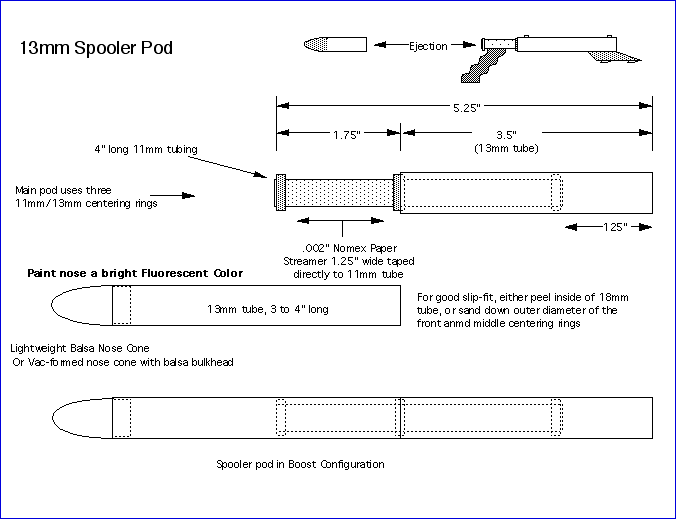 13mm Spooler Pod
Ejection
5.25"
1.75"
3.5"
(13mm tube)
4" long 11mm tubing
Main pod uses three
11mm/13mm centering rings
125"
.002" Nomex Paper
Streamer 1.25" wide taped
directly to 11mm tube
Paint nose a bright Fluorescent Color
13mm tube, 3 to 4" long
For good slip-fit, either peel inside of 18mm
tube, or sand down outer diameter of the
front anmd middle centering rings
Lightweight Balsa Nose Cone
Or Vac-formed nose cone with balsa bulkhead
Spooler pod in Boost Configuration